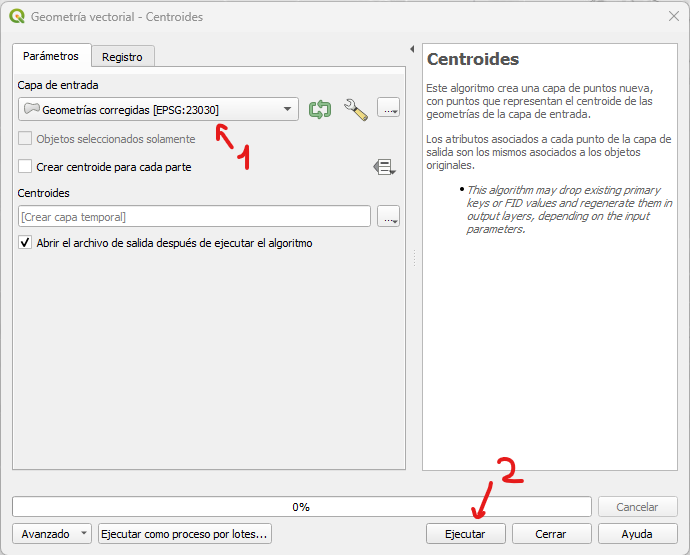 Geometría vectorial - Centroides
Parámetros
Registro
Capa de entrada
Geometrías corregidas [EPSG:23030]
...
1
Objetos seleccionados solamente
Crear centroide para cada parte
Centroides
[Crear capa temporal]
...
Abrir el archivo de salida después de ejecutar el algoritmo
Centroides
Este algoritmo crea una capa de puntos nueva,
con puntos que representan el centroide de las
geometrías de la capa de entrada.
Los atributos asociados a cada punto de la capa de
salida son los mismos asociados a los objetos
originales.
• This algorithm may drop existing primary
keys or FID values and regenerate them in
output layers, depending on the input
parameters.
2
0%
Cancelar
Avanzado
Ejecutar como proceso por lotes...
Ejecutar
Cerrar
Ayuda